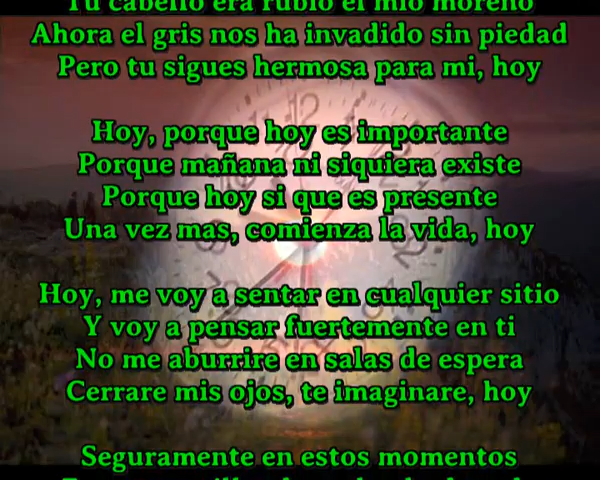 Tu cabello era rubio el mio moreno
Ahora el gris nos ha invadido sin piedad
Pero tu sigues hermosa para mi, hoy
Hoy, porque hoy es importante
Porque mañana ni siquiera existe
Porque hoy si que es presente
Una vez mas, comienza la vida, hoy
Hoy, me voy a sentar en cualquier sitio
Y voy a pensar fuertemente en ti
No me aburrire en salas de espera
Cerrare mis ojos, te imaginare, hoy
Seguramente en estos momentos